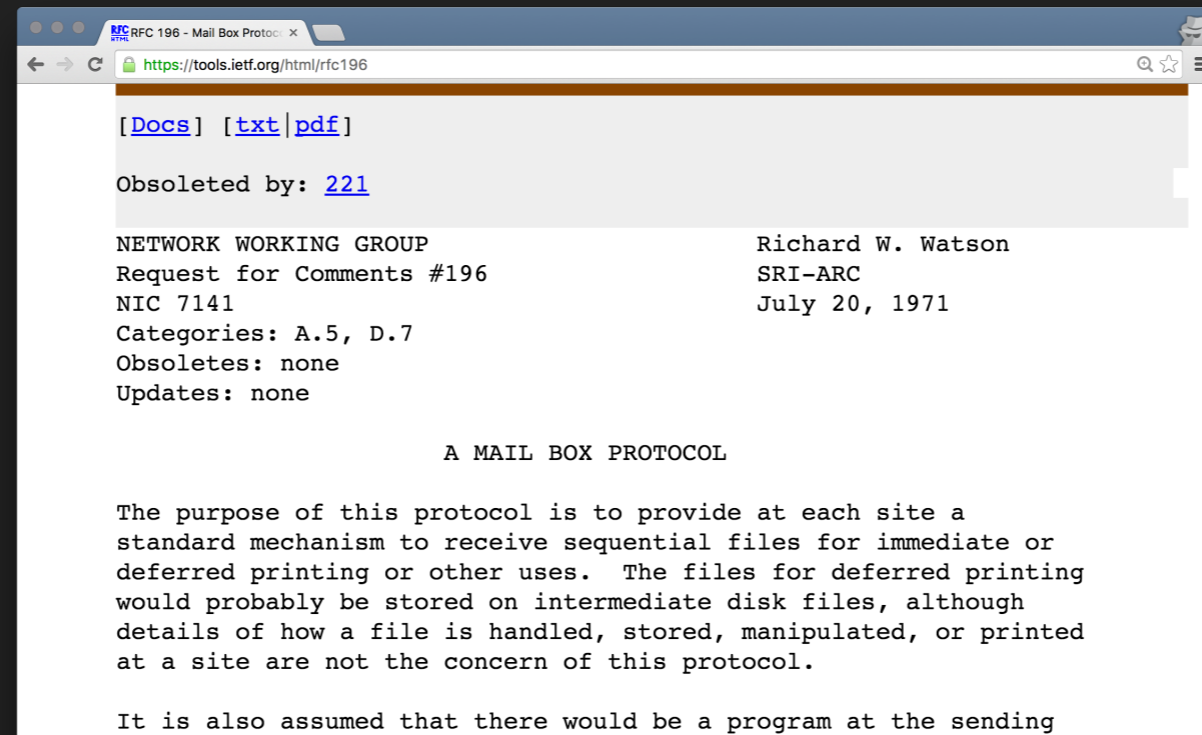 RFC HTML RFC 196 - Mail Box Protoc
https://tools.ietf.org/html/rfc196
[Docs] [txt|pdf]
Obsoleted by: 221
NETWORK WORKING GROUP Richard W. Watson
Request for Comments #196 SRI-ARC
NIC 7141 July 20, 1971
Categories: A.5, D.7
Obsoletes: none
Updates: none
A MAIL BOX PROTOCOL
The purpose of this protocol is to provide at each site a
standard mechanism to receive sequential files for immediate or
deferred printing or other uses.  The files for deferred printing
would probably be stored on intermediate disk files, although
details of how a file is handled, stored, manipulated, or printed
at a site are not the concern of this protocol.
It is also assumed that there would be a program at the sending